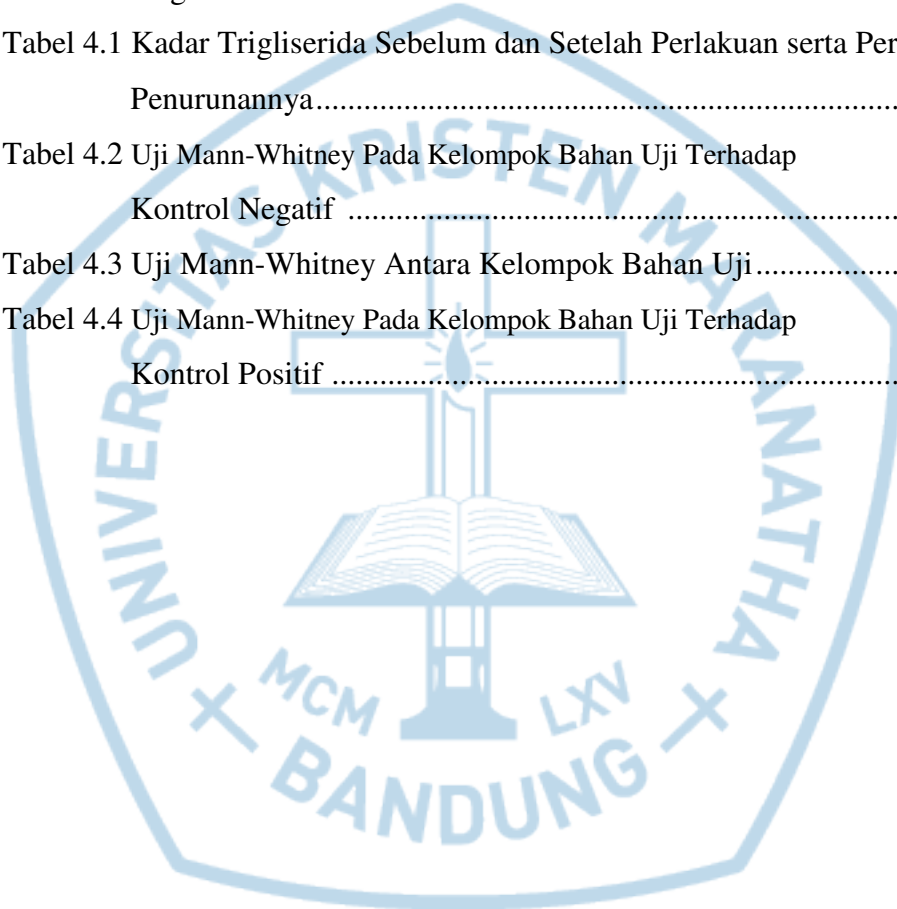 Tabel 4.1 Kadar Trigliserida Sebelum dan Setelah Perlakuan serta Per
Penurunannya........................................................................
Tabel 4.2 Uji Mann-Whitney Pada Kelompok Bahan Uji Terhadap
Kontrol Negatif ....................................................................
Tabel 4.3 Uji Mann-Whitney Antara Kelompok Bahan Uji..................
Tabel 4.4 Uji Mann-Whitney Pada Kelompok Bahan Uji Terhadap
Kontrol Positif ......................................................................
UNIVERSITAS KRISTEN MARANATHA
MCM LXV
BANDUNG